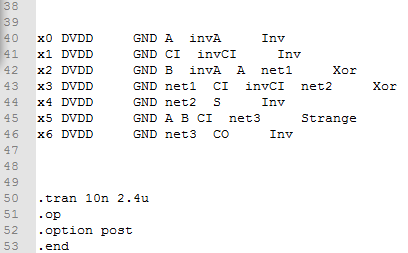 38
39
40 x0 DVDD GND A invA Inv
41 x1 DVDD GND CI invCI Inv
42 x2 DVDD GND B invA A net1 Xor
43 x3 DVDD GND net1 CI invCI net2 Xor
44 x4 DVDD GND net2 S Inv
45 x5 DVDD GND A B CI net3 Strange
46 x6 DVDD GND net3 CO Inv
47
48
49
50 .tran 10n 2.4u
51 .op
52 .option post
53 .end